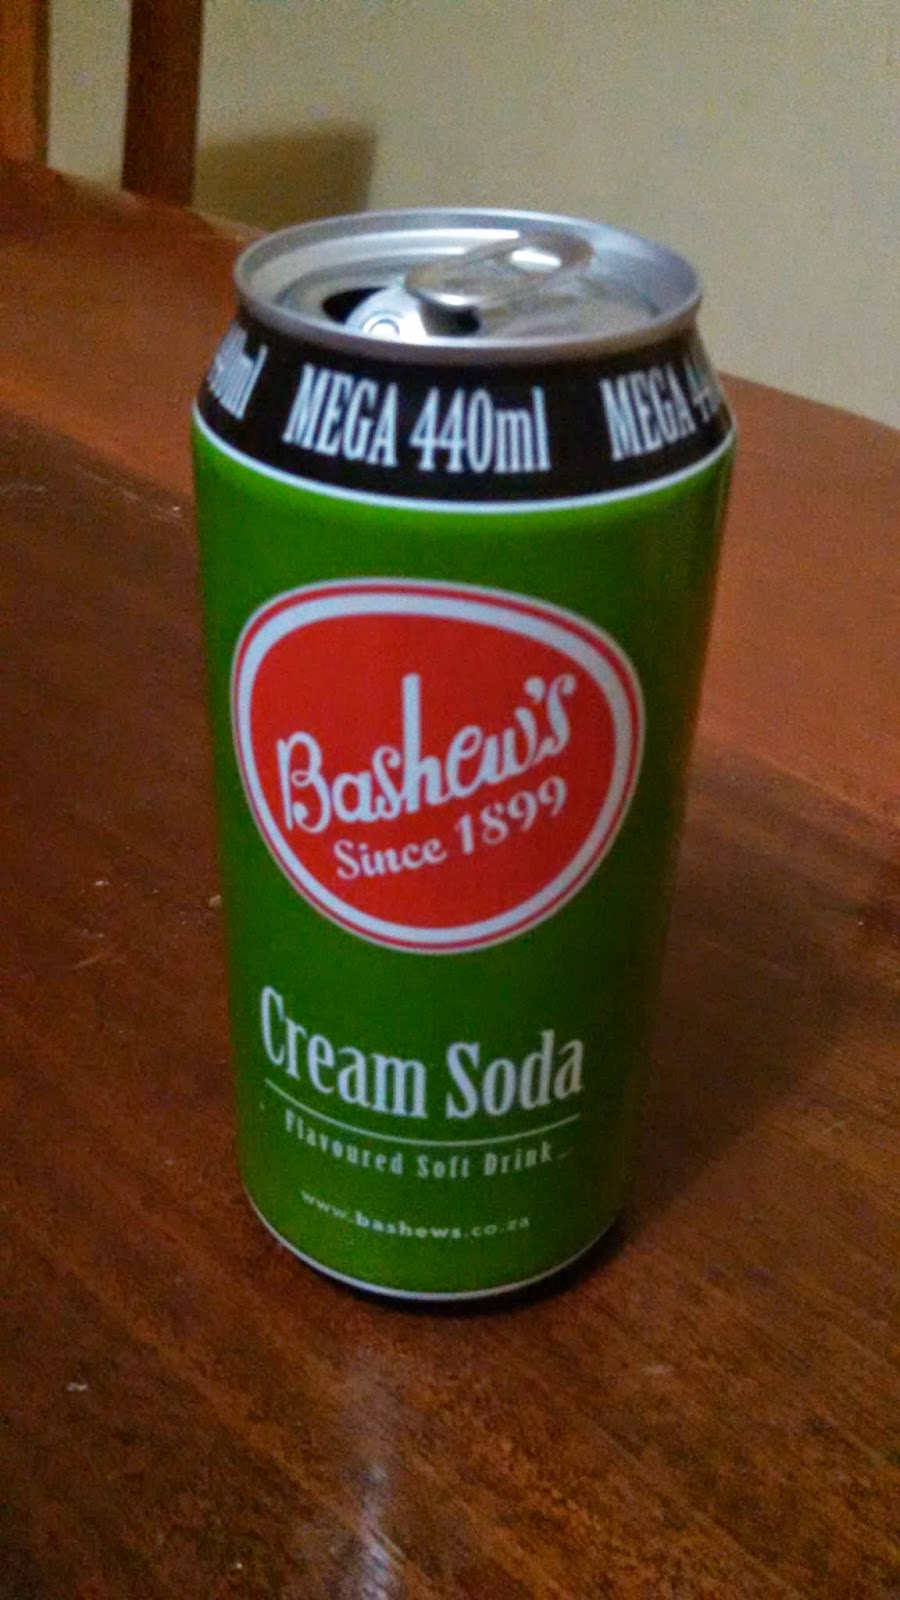 MEGA 440ml MEGA
Bashew's
Since 1899
Cream Soda
Flavoured Soft Drink
www.bashews.co.za